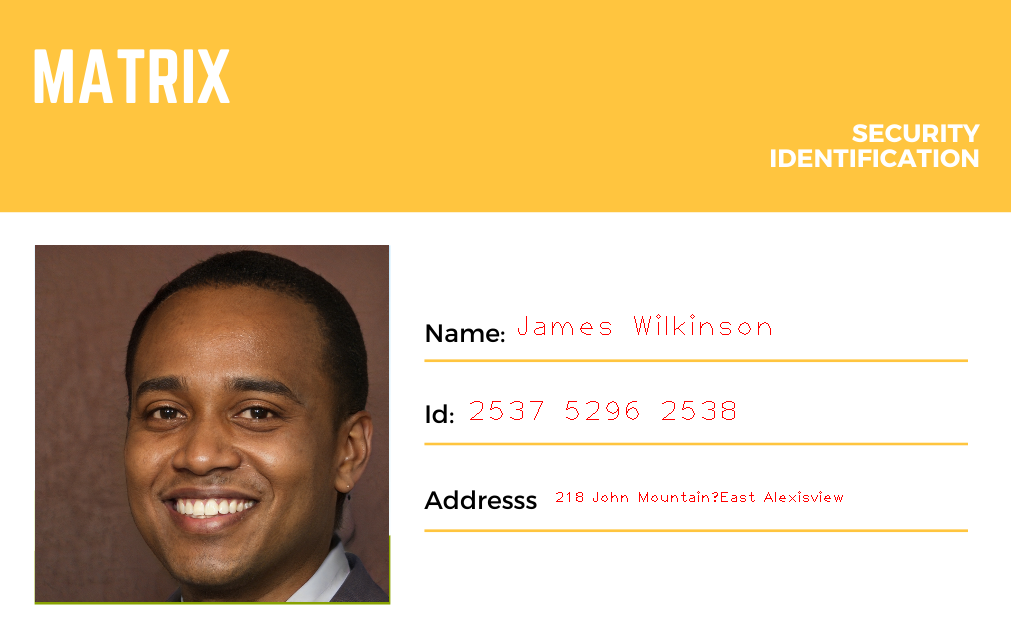 MATRIX
SECURITY
IDENTIFICATION
Name: James Wilkinson
Id: 2537 5296 2538
Addresss 218 John Mountain?East Alexisview